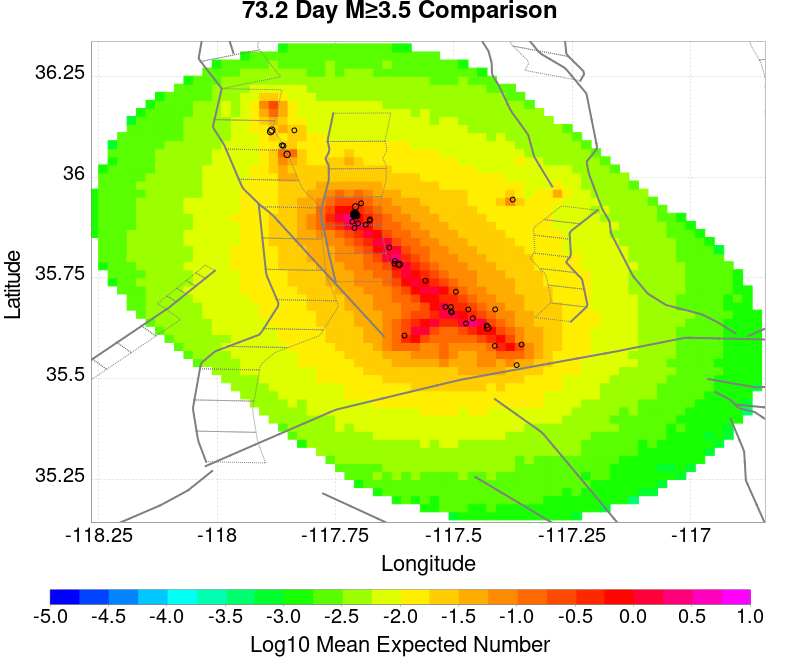 73.2 Day M≥3.5 Comparison
36.25
36
35.75
35.5
35.25
Latitude
-118.25 -118 -117.75 -117.5 -117.25 -117
Longitude
-5.0 -4.5 -4.0 -3.5 -3.0 -2.5 -2.0 -1.5 -1.0 -0.5 0.0 0.5 1.0
Log10 Mean Expected Number